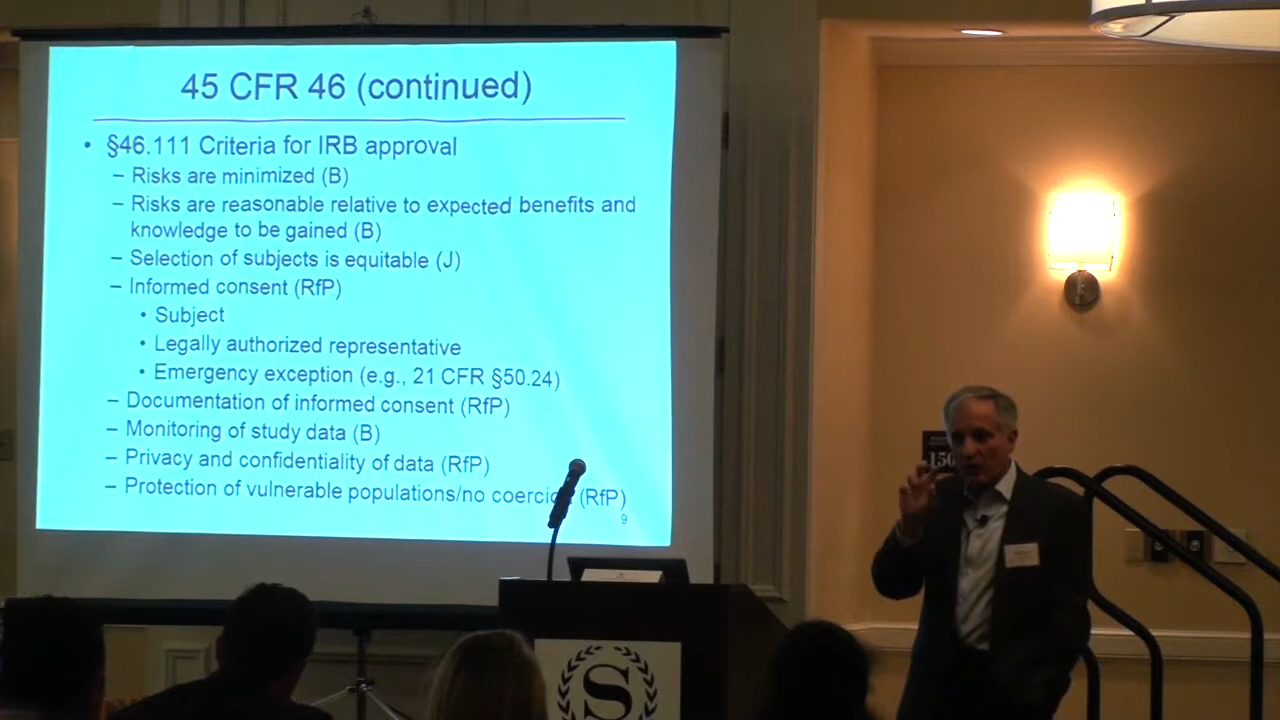 45 CFR 46 (continued)
• §46.111 Criteria for IRB approval
– Risks are minimized (B)
– Risks are reasonable relative to expected benefits and
knowledge to be gained (B)
– Selection of subjects is equitable (J)
– Informed consent (RfP)
• Subject
• Legally authorized representative
• Emergency exception (e.g., 21 CFR §50.24)
– Documentation of informed consent (RfP)
– Monitoring of study data (B)
– Privacy and confidentiality of data (RfP)
– Protection of vulnerable populations/no (RfP)
9
150
S